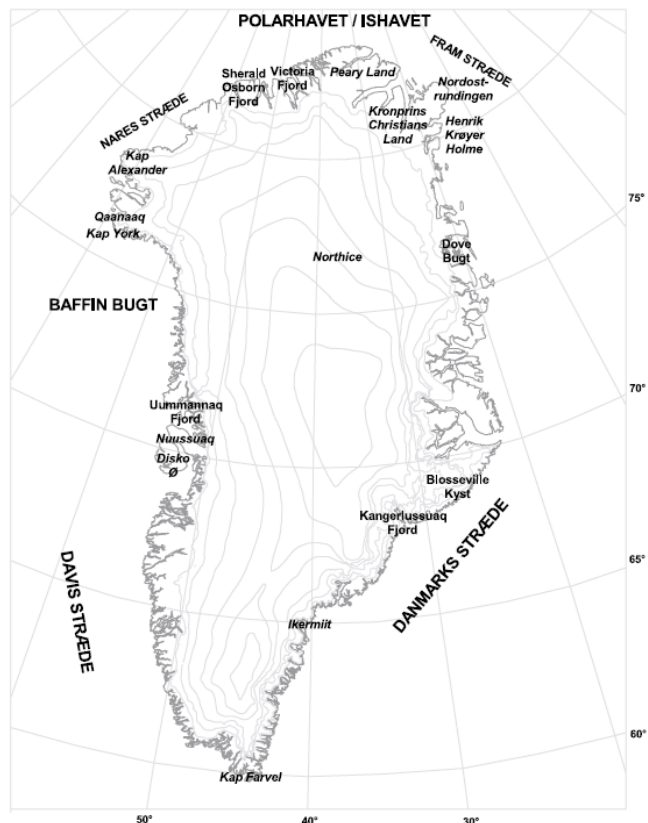 POLARHAVET / ISHAVET
FRAM STRÆDE
Sherald
Osborn
Fjord
Victoria
Fjord
Peary Land
Nordost-
rundingen
NARES STRÆDE
Kronprins
Christians
Land
Henrik
Krøyer
Holme
Kap
Alexander
75°
Qaanaaq
Kap York
Dove
Bugt
Northice
BAFFIN BUGT
70°
Uummannaq
Fjord
Nuussuaq
Disko
Ø
Blosseville
Kyst
Kangerlussuaq
Fjord
65°
DAVIS STRÆDE
DANMARKS STRÆDE
Ikermiit
60°
Kap Farvel
50°
40°
30°